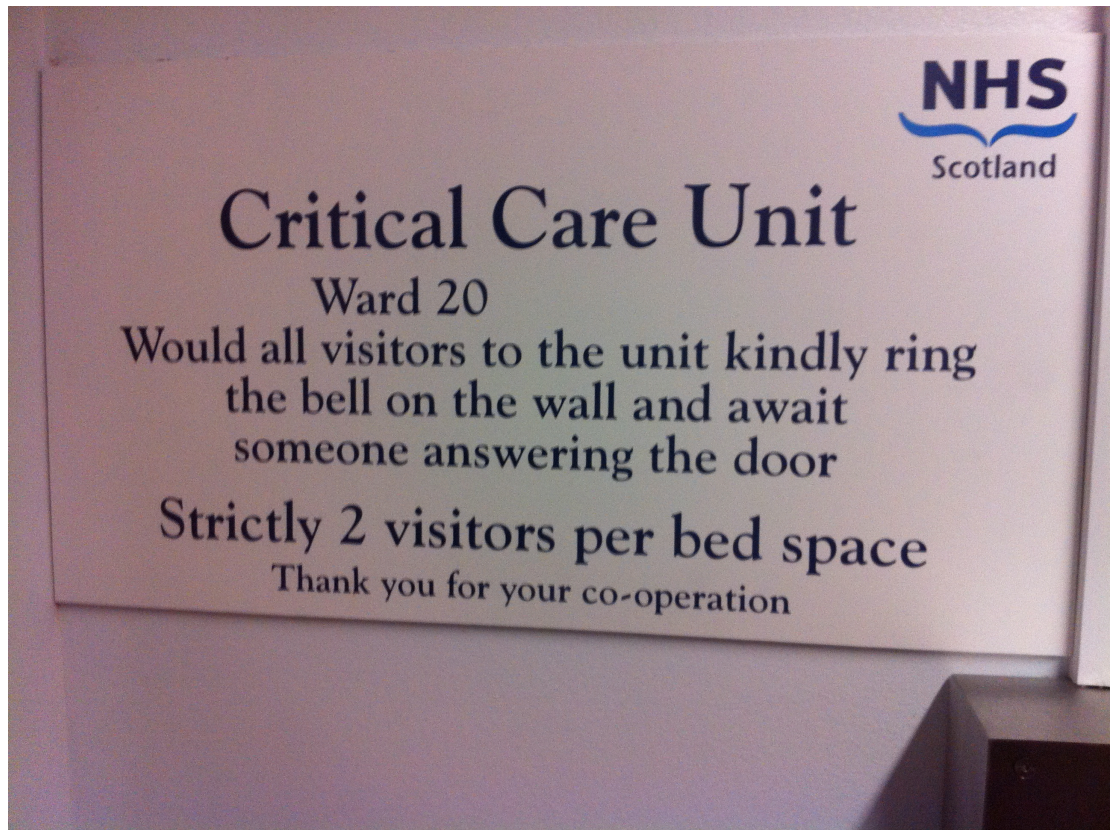 NHS
Scotland
Critical Care Unit
Ward 20
Would all visitors to the unit kindly ring
the bell on the wall and await
someone answering the door
Strictly 2 visitors per bed space
Thank you for your co-operation